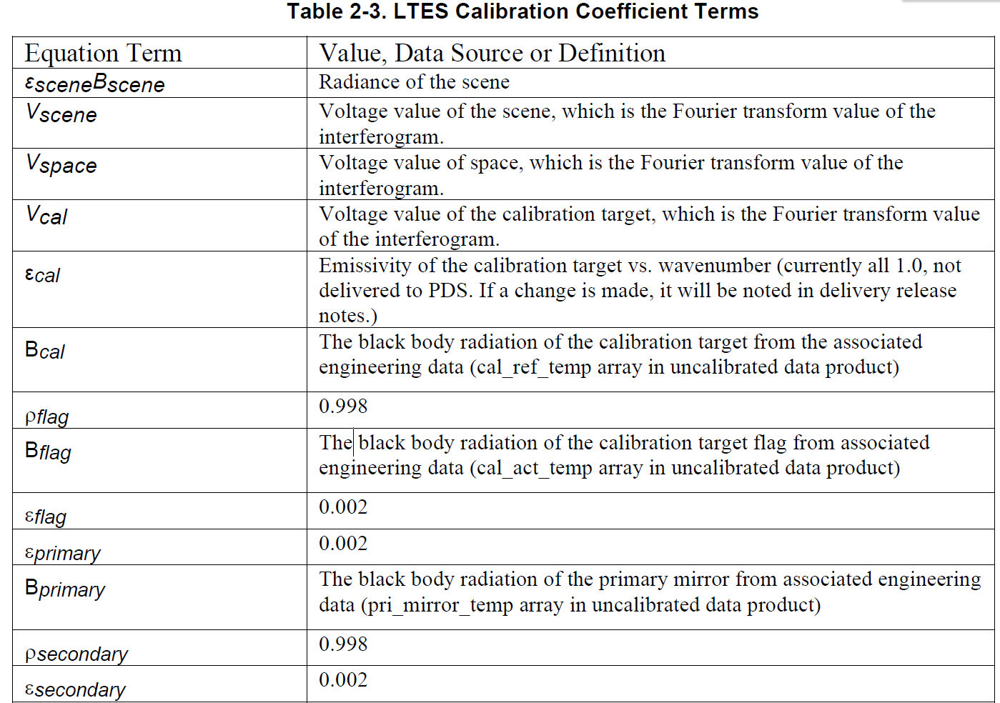 Table 2-3. LTES Calibration Coefficient Terms
Equation Term
Value, Data Source or Definition
εsceneBscene
Radiance of the scene
Vscene
Voltage value of the scene, which is the Fourier transform value of the
interferogram.
Vspace
Voltage value of space, which is the Fourier transform value of the
interferogram.
Vcal
Voltage value of the calibration target, which is the Fourier transform value
of the interferogram.
εcal
Emissivity of the calibration target vs. wavenumber (currently all 1.0, not
delivered to PDS. If a change is made, it will be noted in delivery release
notes.)
Bcal
The black body radiation of the calibration target from the associated
engineering data (cal_ref_temp array in uncalibrated data product)
ρflag
0.998
Bflag
The black body radiation of the calibration target flag from associated
engineering data (cal_act_temp array in uncalibrated data product)
εflag
0.002
εprimary
0.002
Bprimary
The black body radiation of the primary mirror from associated engineering
data (pri_mirror_temp array in uncalibrated data product)
ρsecondary
0.998
εsecondary
0.002